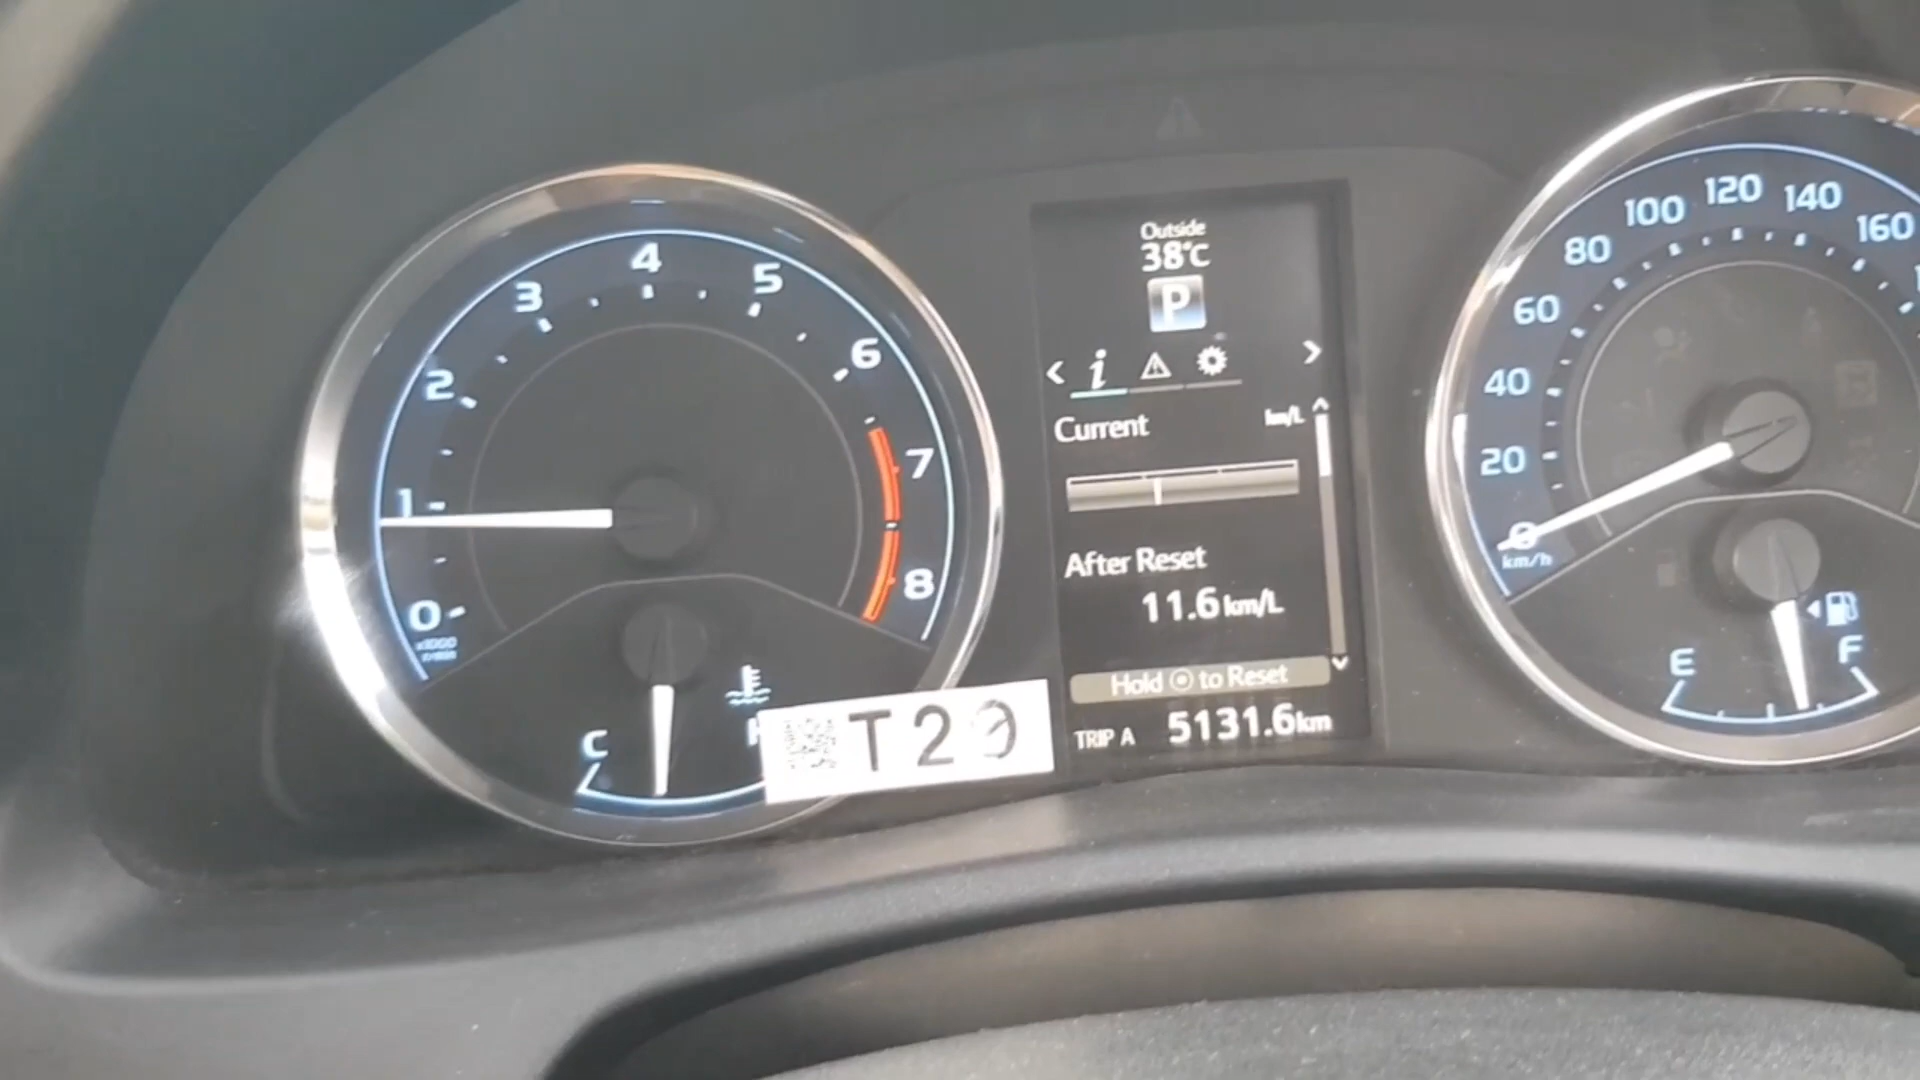 0
1
2
3
4
5
6
7
8
x1000
r/min
C
Outside
38°C
P
i
Current km/L
After Reset
11.6 km/L
Hold to Reset
TRIP A 5131.6km
0
20
40
60
80
100
120
140
160
km/h
E F